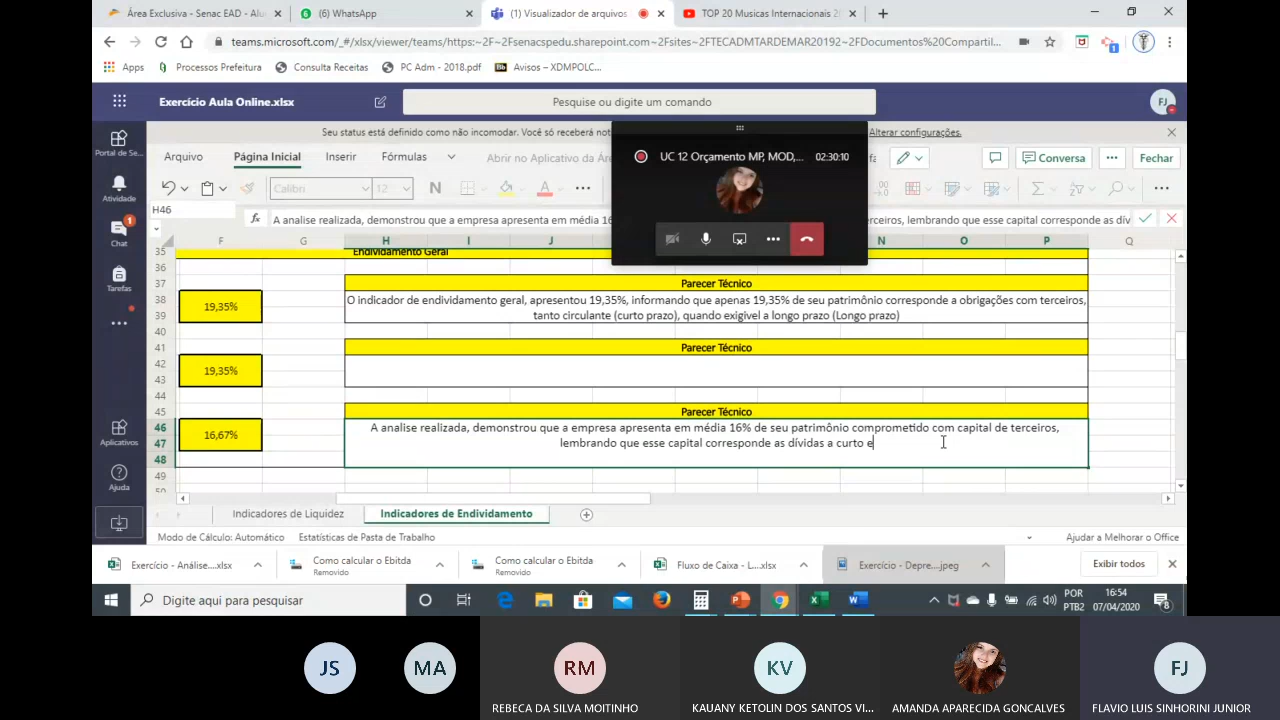 Área Exclusiva - Senac EAD - Alu
(6) WhatsApp
(1) Visualizador de arquivos
TOP 20 Musicas Internacionais 2
teams.microsoft.com/_#/xlsx/viewer/teams/https:~2F~2Fsenacspedu.sharepoint.com~2Fsites~2FTECADMTARDEMAR20192~2FDocumentos%20Compartil...
Apps
Processos Prefeitura
Consulta Receitas
PC Adm - 2018.pdf
Avisos – XDMPOLC...
Exercício Aula Online.xlsx
Pesquise ou digite um comando
FJ
Portal de Se...
Seu status está definido como não incomodar. Você só receberá not
Alterar configurações.
UC 12 Orçamento MP, MOD,...
02:30:10
Arquivo
Página Inicial
Inserir
Fórmulas
Abrir no Aplicativo da Áre
Conversa
Fechar
Atividade
Calibri
12
N
H46
fx
A analise realizada, demonstrou que a empresa apresenta em média 16
erceiros, lembrando que esse capital corresponde as dív
Chat
1
F G H I J N O P Q
35
Endividamento Geral
36
37
Parecer Técnico
38
19,35%
O indicador de endividamento geral, apresentou 19,35%, informando que apenas 19,35% de seu patrimônio corresponde a obrigações com terceiros,
39
tanto circulante (curto prazo), quando exigivel a longo prazo (Longo prazo)
Tarefas
40
41
Parecer Técnico
42
19,35%
43
44
45
Parecer Técnico
46
16,67%
A analise realizada, demonstrou que a empresa apresenta em média 16% de seu patrimônio comprometido com capital de terceiros,
47
lembrando que esse capital corresponde as dívidas a curto e
48
49
Aplicativos
Ajuda
Indicadores de Liquidez
Indicadores de Endividamento
Modo de Cálculo: Automático
Estatísticas de Pasta de Trabalho
Ajudar a Melhorar o Office
Exercício - Análise....xlsx
Como calcular o Ebitda
Removido
Como calcular o Ebitda
Removido
Fluxo de Caixa - L....xlsx
Exercício - Depre....jpeg
Exibir todos
Digite aqui para pesquisar
POR
PTB2
16:54
07/04/2020
8
JS
MA
RM
KV
FJ
REBECA DA SILVA MOITINHO
KAUANY KETOLIN DOS SANTOS VI...
AMANDA APARECIDA GONCALVES
FLAVIO LUIS SINHORINI JUNIOR